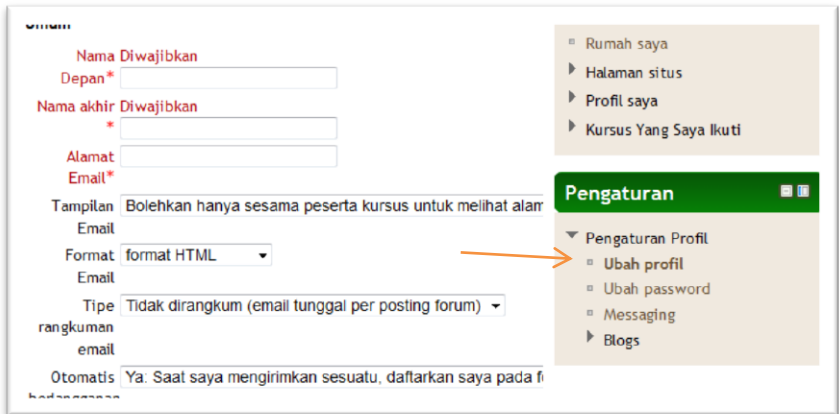 Umum
Nama Diwajibkan
Depan*
Nama akhir Diwajibkan
*
Alamat
Email*
Tampilan Bolehkan hanya sesama peserta kursus untuk melihat alam
Email
Format format HTML
Email
Tipe Tidak dirangkum (email tunggal per posting forum)
rangkuman
email
Otomatis Ya: Saat saya mengirimkan sesuatu, daftarkan saya pada f
berlangganan
Rumah saya
Halaman situs
Profil saya
Kursus Yang Saya Ikuti
Pengaturan
Pengaturan Profil
Ubah profil
Ubah password
Messaging
Blogs